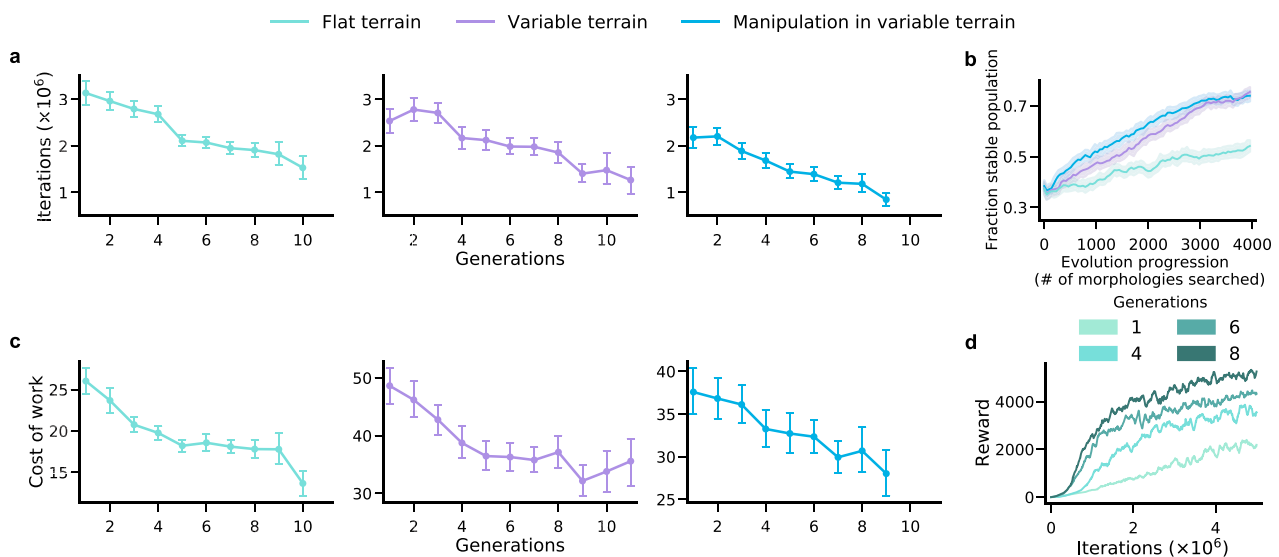 Flat terrain Variable terrain Manipulation in variable terrain
a
Iterations (×10⁶)
3
2
1
2 4 6 8 10
3
2
1
2 4 6 8 10
Generations
3
2
1
2 4 6 8 10
b
Fraction stable population
0.7
0.5
0.3
0 1000 2000 3000 4000
Evolution progression
(# of morphologies searched)
c
Cost of work
25
20
15
2 4 6 8 10
50
40
30
2 4 6 8 10
Generations
40
35
30
25
2 4 6 8 10
d
Generations
1 6
4 8
Reward
4000
2000
0
0 2 4
Iterations (×10⁶)